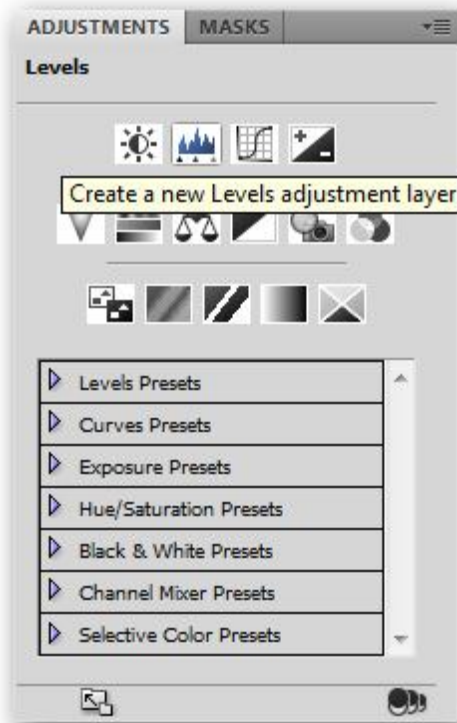 ADJUSTMENTS MASKS
Levels
Create a new Levels adjustment layer
Levels Presets
Curves Presets
Exposure Presets
Hue/Saturation Presets
Black & White Presets
Channel Mixer Presets
Selective Color Presets